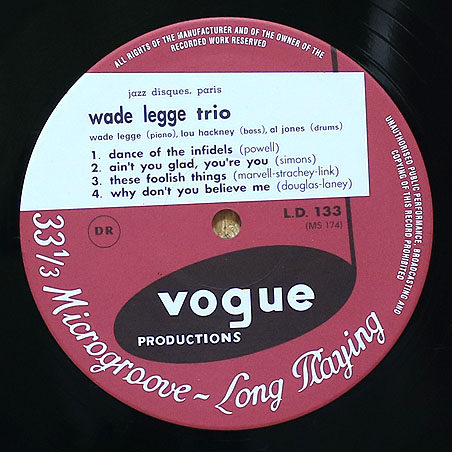 ALL RIGHTS OF THE MANUFACTURER AND OF THE OWNER OF THE
RECORDED WORK RESERVED
jazz disques. paris
wade legge trio
wade legge (piano), lou hackney (bass), al jones (drums)
1. dance of the infidels (powell)
2. ain't you glad, you're you (simons)
3. these foolish things (marvell-strachey-link)
4. why don't you believe me (douglas-laney)
UNAUTHORISED PUBLIC PERFORMANCE, BROADCASTING AND
COPYING OF THIS RECORD PROHIBITED
DR
L.D. 133
(MS 174)
vogue
PRODUCTIONS
33 1/3 Microgroove ~ Long Playing